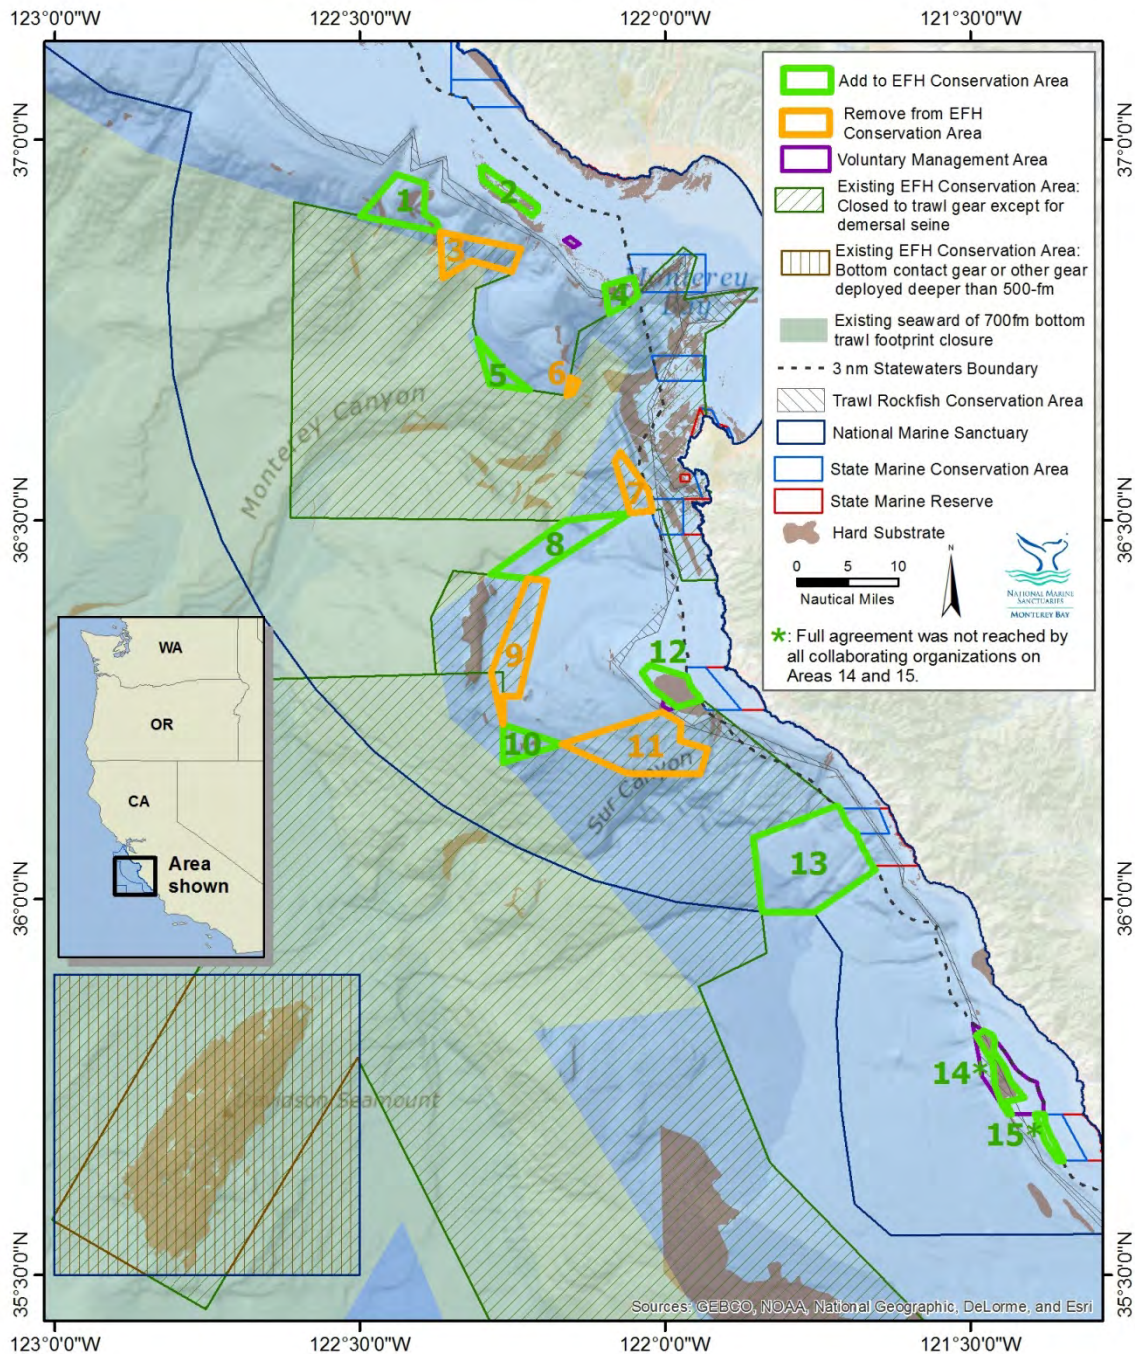 123°0'0"W
122°30'0"W
122°0'0"W
121°30'0"W
37°0'0"N
36°30'0"N
36°0'0"N
35°30'0"N
Add to EFH Conservation Area
Remove from EFH
Conservation Area
Voluntary Management Area
Existing EFH Conservation Area:
Closed to trawl gear except for
demersal seine
Existing EFH Conservation Area:
Bottom contact gear or other gear
deployed deeper than 500-fm
Existing seaward of 700fm bottom
trawl footprint closure
3 nm Statewaters Boundary
Trawl Rockfish Conservation Area
National Marine Sanctuary
State Marine Conservation Area
State Marine Reserve
Hard Substrate
N
0 5 10
Nautical Miles
NATIONAL MARINE
SANCTUARIES
MONTEREY BAY
*: Full agreement was not reached by
all collaborating organizations on
Areas 14 and 15.
1
2
3
4
Monterey
Bay
5
6
Monterey Canyon
7
8
9
10
11
12
Sur Canyon
13
14*
15*
WA
OR
CA
Area
shown
Davidson Seamount
Sources: GEBCO, NOAA, National Geographic, DeLorme, and Esri
37°0'0"N
36°30'0"N
36°0'0"N
35°30'0"N
123°0'0"W
122°30'0"W
122°0'0"W
121°30'0"W